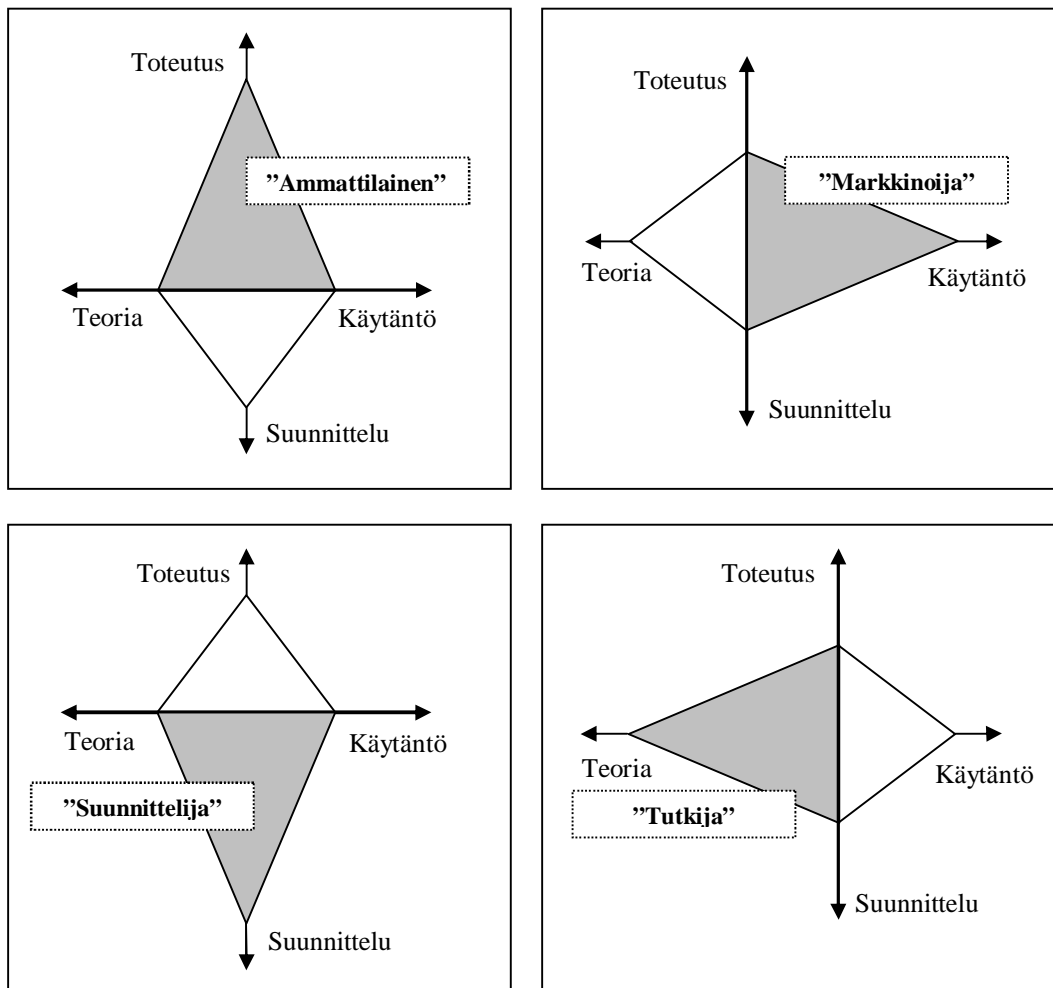 Toteutus
”Ammattilainen”
Teoria
Käytäntö
Suunnittelu
Toteutus
”Markkinoija”
Teoria
Käytäntö
Suunnittelu
Toteutus
Teoria
Käytäntö
”Suunnittelija”
Suunnittelu
Toteutus
Teoria
Käytäntö
”Tutkija”
Suunnittelu